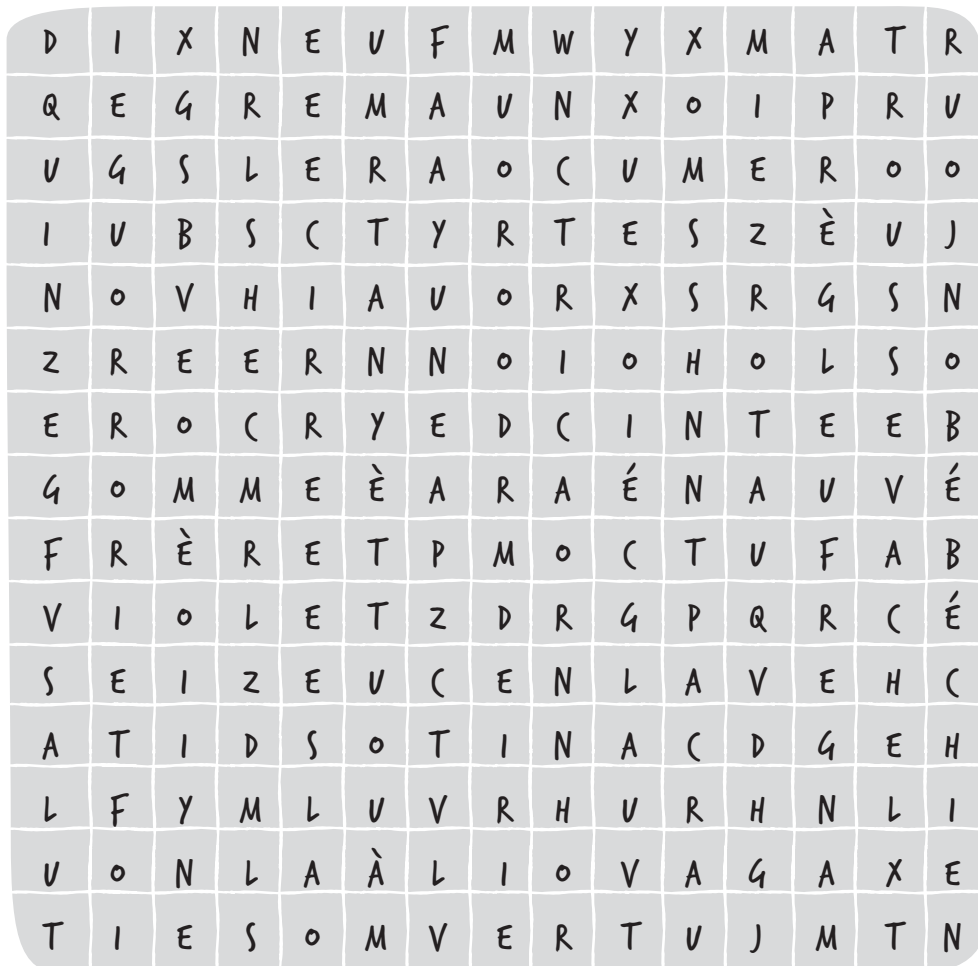 D I X N E U F M W Y X M A T R
Q E G R E M A U N X O I P R U
U G S L E R A O C U M E R O O
I U B S C T Y R T E S Z È U J
N O V H I A U O R X S R G S N
Z R E E R N N O I O H O L S O
E R O C R Y E D C I N T E E B
G O M M E È A R A É N A U V É
F R È R E T P M O C T U F A B
V I O L E T Z D R G P Q R C É
S E I Z E U C E N L A V E H C
A T I D S O T I N A C D G E H
L F Y M L U V R H U R H N L I
U O N L A À L I O V A G A X E
T I E S O M V E R T U J M T N